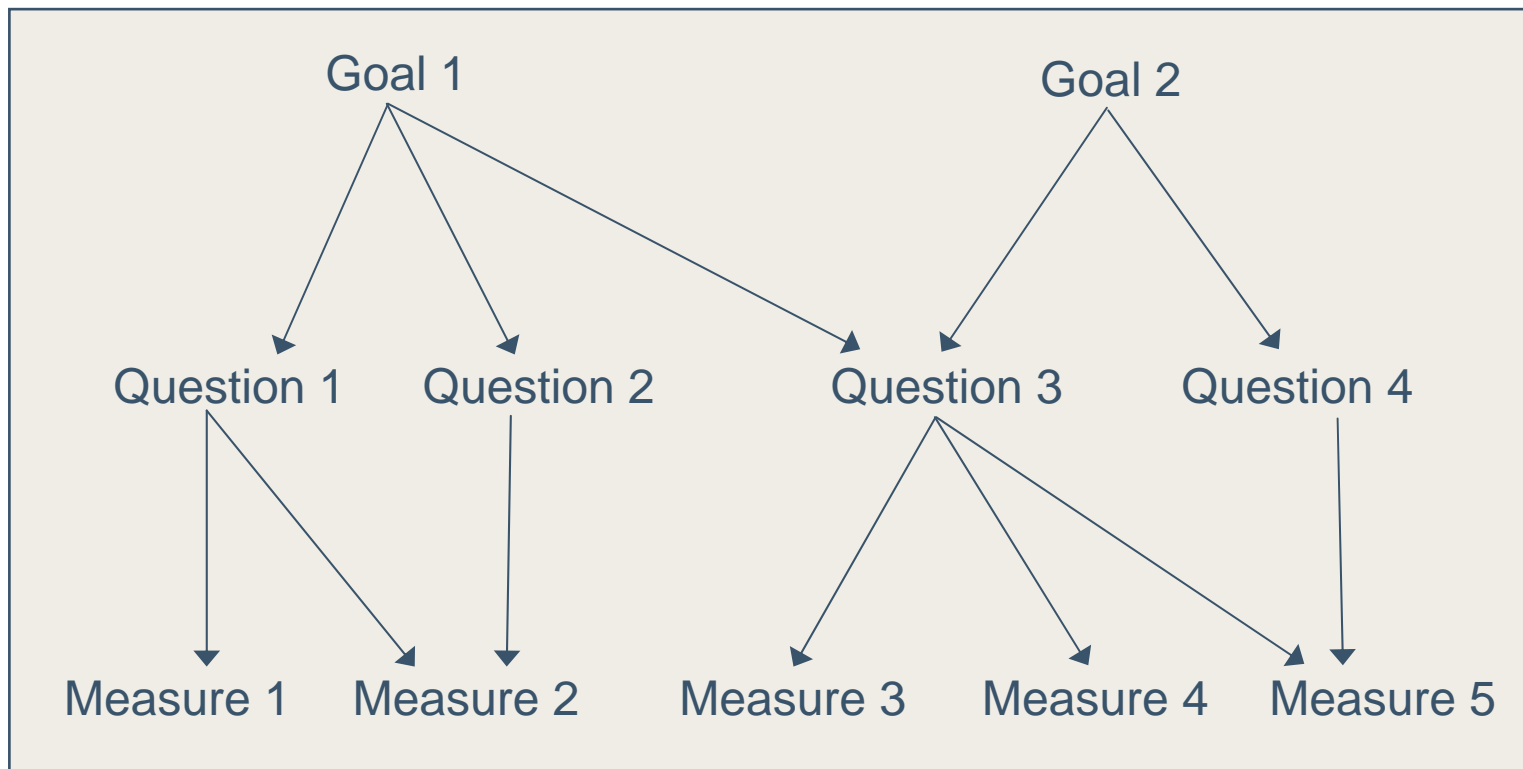 Goal 1
Goal 2
Question 1
Question 2
Question 3
Question 4
Measure 1
Measure 2
Measure 3
Measure 4
Measure 5